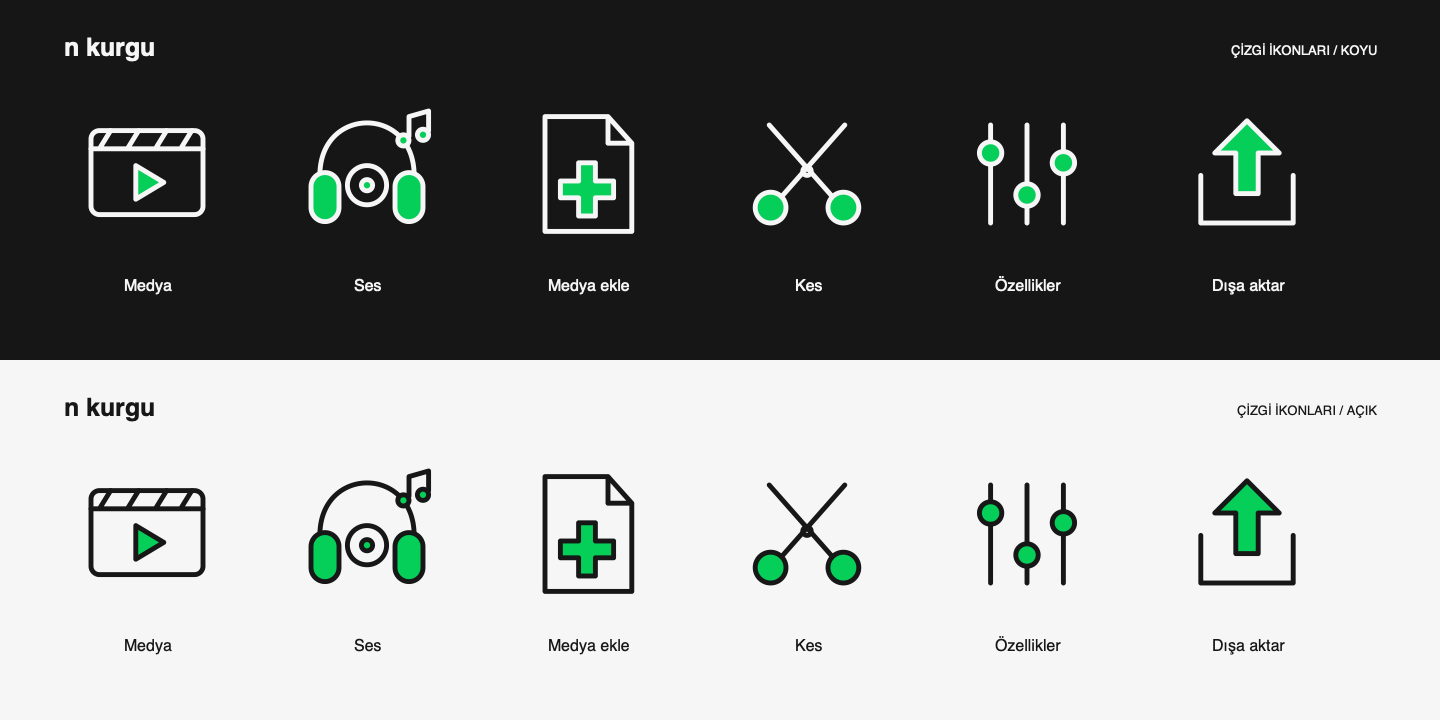 n kurgu
ÇİZGİ İKONLARI / KOYU
Medya
Ses
Medya ekle
Kes
Özellikler
Dışa aktar
n kurgu
ÇİZGİ İKONLARI / AÇIK
Medya
Ses
Medya ekle
Kes
Özellikler
Dışa aktar